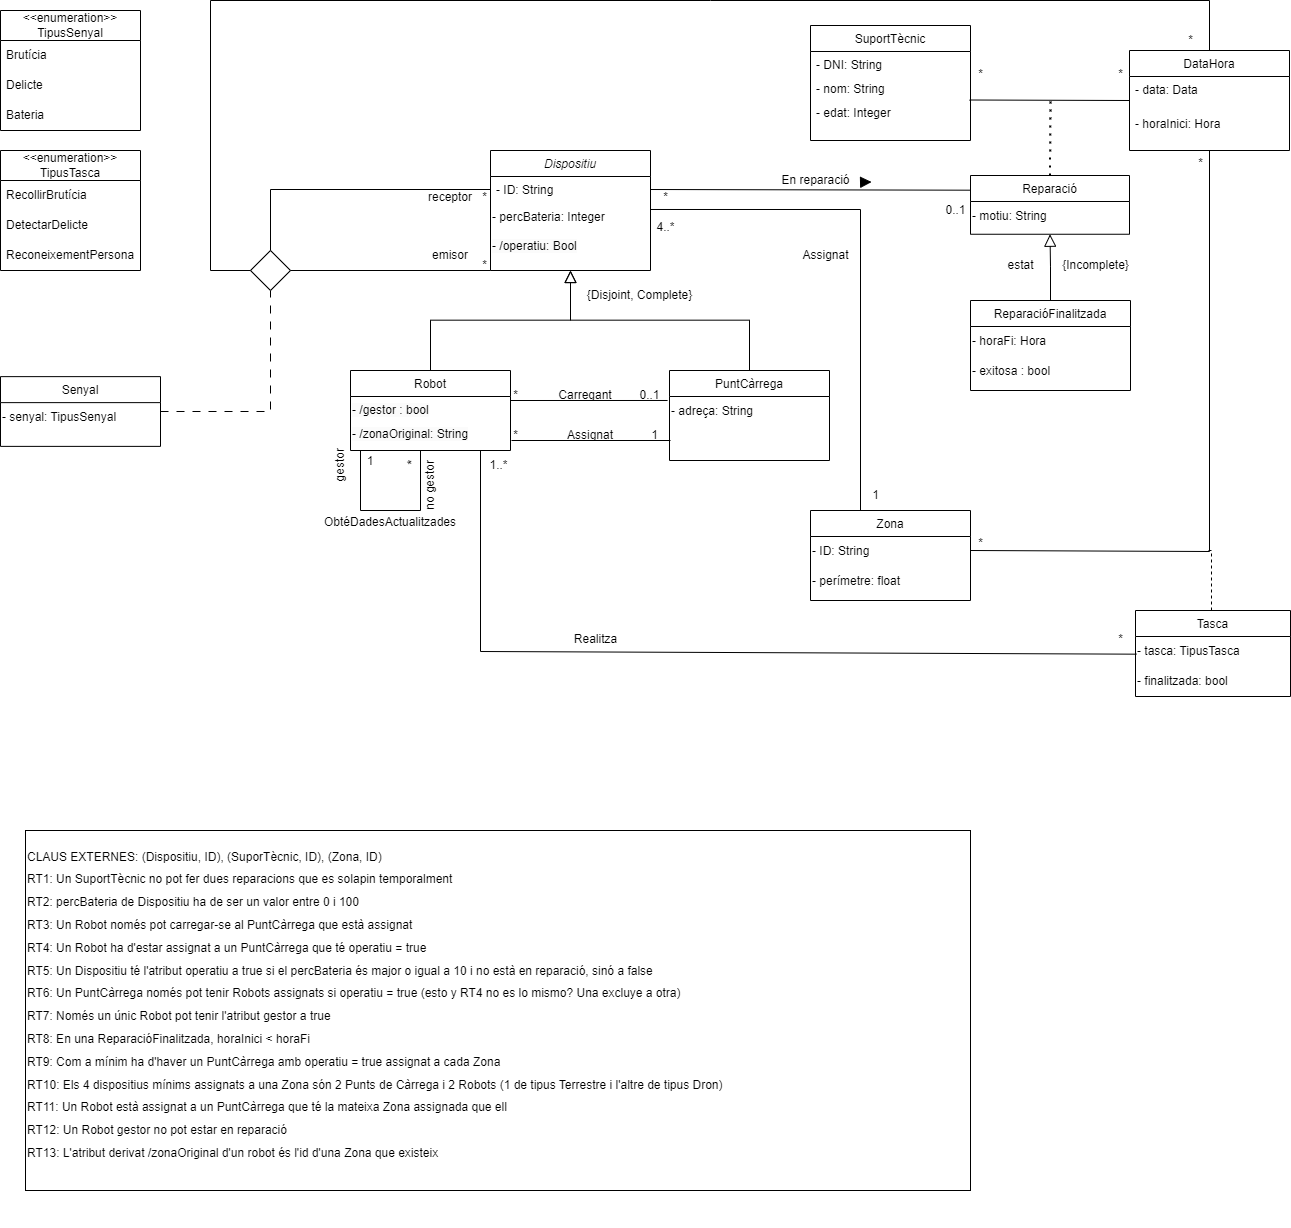 <<enumeration>>
TipusSenyal
Brutícia
Delicte
Bateria
<<enumeration>>
TipusTasca
RecollirBrutícia
DetectarDelicte
ReconeixementPersona
SuportTècnic
- DNI: String
- nom: String
- edat: Integer
*
*
*
DataHora
- data: Data
- horaInici: Hora
*
Dispositiu
- ID: String
- percBateria: Integer
- /operatiu: Bool
receptor *
emisor *
En reparació
*
0..1
4..*
Assignat
Reparació
- motiu: String
estat {Incomplete}
ReparacióFinalitzada
- horaFi: Hora
- exitosa : bool
{Disjoint, Complete}
Senyal
- senyal: TipusSenyal
Robot
- /gestor : bool
- /zonaOriginal: String
* Carregant 0..1
* Assignat 1
PuntCàrrega
- adreça: String
gestor
1
*
no gestor
ObtéDadesActualitzades
1..*
1
Zona
- ID: String
- perímetre: float
*
Realitza
*
Tasca
- tasca: TipusTasca
- finalitzada: bool
CLAUS EXTERNES: (Dispositiu, ID), (SuporTècnic, ID), (Zona, ID)
RT1: Un SuportTècnic no pot fer dues reparacions que es solapin temporalment
RT2: percBateria de Dispositiu ha de ser un valor entre 0 i 100
RT3: Un Robot només pot carregar-se al PuntCàrrega que està assignat
RT4: Un Robot ha d'estar assignat a un PuntCàrrega que té operatiu = true
RT5: Un Dispositiu té l'atribut operatiu a true si el percBateria és major o igual a 10 i no està en reparació, sinó a false
RT6: Un PuntCàrrega només pot tenir Robots assignats si operatiu = true (esto y RT4 no es lo mismo? Una excluye a otra)
RT7: Només un únic Robot pot tenir l'atribut gestor a true
RT8: En una ReparacióFinalitzada, horaInici < horaFi
RT9: Com a mínim ha d'haver un PuntCàrrega amb operatiu = true assignat a cada Zona
RT10: Els 4 dispositius mínims assignats a una Zona són 2 Punts de Càrrega i 2 Robots (1 de tipus Terrestre i l'altre de tipus Dron)
RT11: Un Robot està assignat a un PuntCàrrega que té la mateixa Zona assignada que ell
RT12: Un Robot gestor no pot estar en reparació
RT13: L'atribut derivat /zonaOriginal d'un robot és l'id d'una Zona que existeix